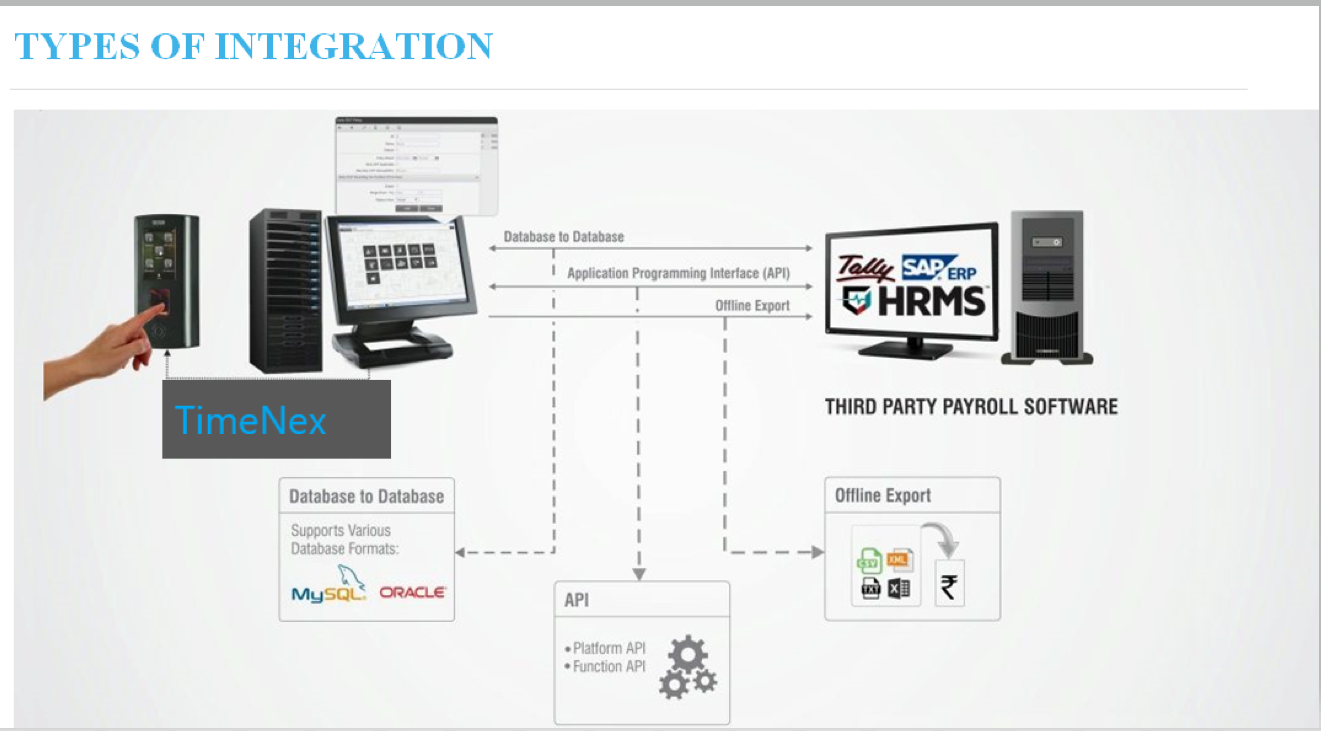 TYPES OF INTEGRATION
Database to Database
Application Programming Interface (API)
Offline Export
Tally SAP ERP
HRMS
TimeNex
THIRD PARTY PAYROLL SOFTWARE
Database to Database
Supports Various
Database Formats:
MySQL ORACLE
API
• Platform API
• Function API
Offline Export
CSV XML
TXT X
₹